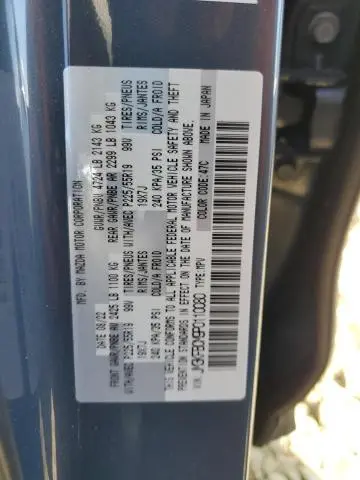 MFD. BY MAZDA MOTOR CORPORATION
DATE: 08/22 GVWR/PNBV 4724 LB 2143 KG
FRONT GAWR/PNBE AV 2425 LB 1100 KG REAR GAWR/PNBE AR 2299 LB 1043 KG
WITH/AVEC P225/55R19 99V TIRES/PNEUS WITH/AVEC P225/55R19 99V TIRES/PNEUS
19X7J RIMS/JANTES 19X7J RIMS/JANTES
240 KPA/35 PSI COLD/A FROID 240 KPA/35 PSI COLD/A FROID
THIS VEHICLE CONFORMS TO ALL APPLICABLE FEDERAL MOTOR VEHICLE SAFETY AND THEFT
PREVENTION STANDARDS IN EFFECT ON THE DATE OF MANUFACTURE SHOWN ABOVE.
VIN: TYPE:MPV COLOR CODE:47C MADE IN JAPAN